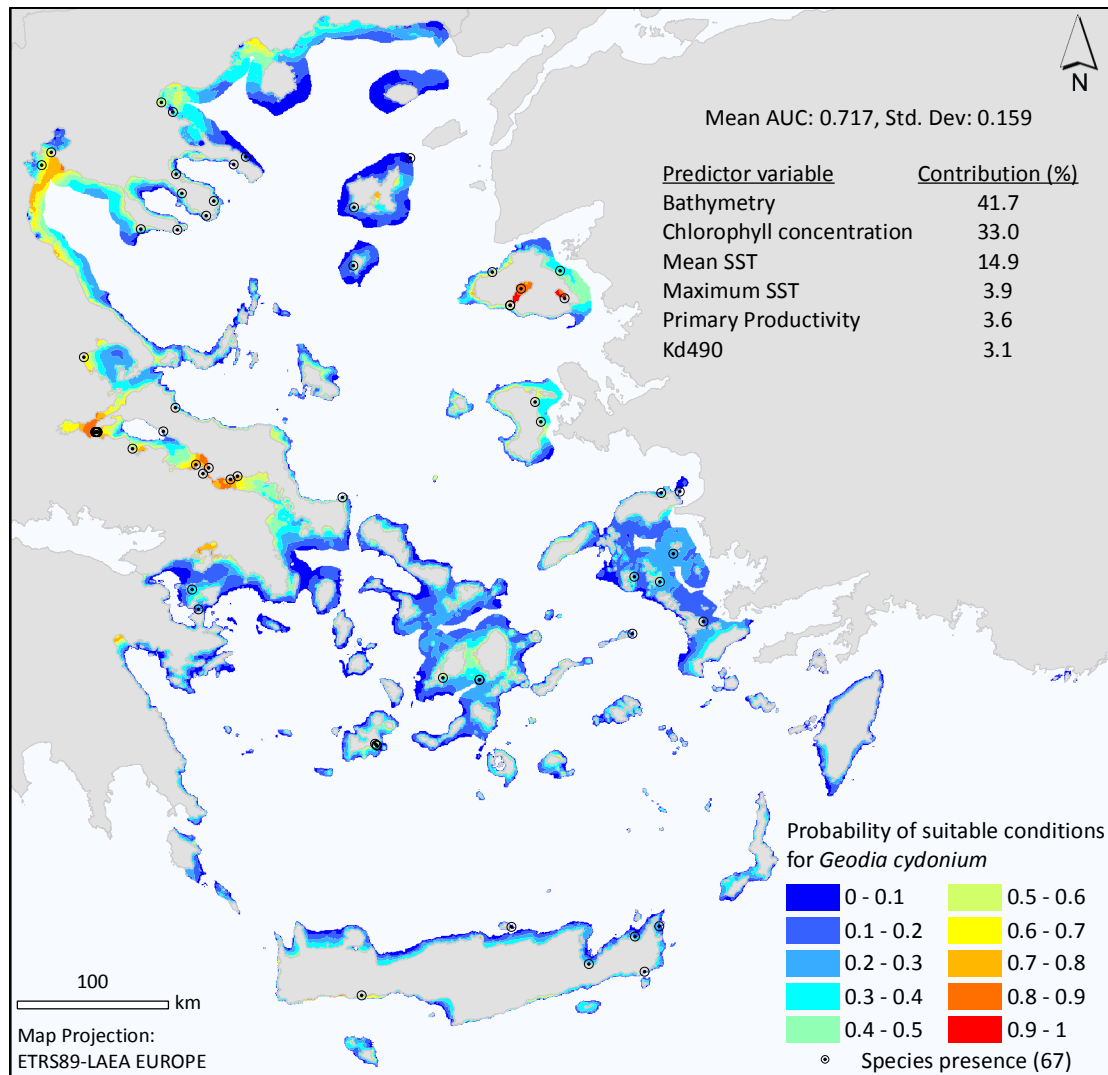 N
Mean AUC: 0.717, Std. Dev: 0.159
Predictor variable Contribution (%)
Bathymetry 41.7
Chlorophyll concentration 33.0
Mean SST 14.9
Maximum SST 3.9
Primary Productivity 3.6
Kd490 3.1
Probability of suitable conditions
for Geodia cydonium
0 - 0.1 0.5 - 0.6
0.1 - 0.2 0.6 - 0.7
0.2 - 0.3 0.7 - 0.8
0.3 - 0.4 0.8 - 0.9
0.4 - 0.5 0.9 - 1
Species presence (67)
100
km
Map Projection:
ETRS89-LAEA EUROPE